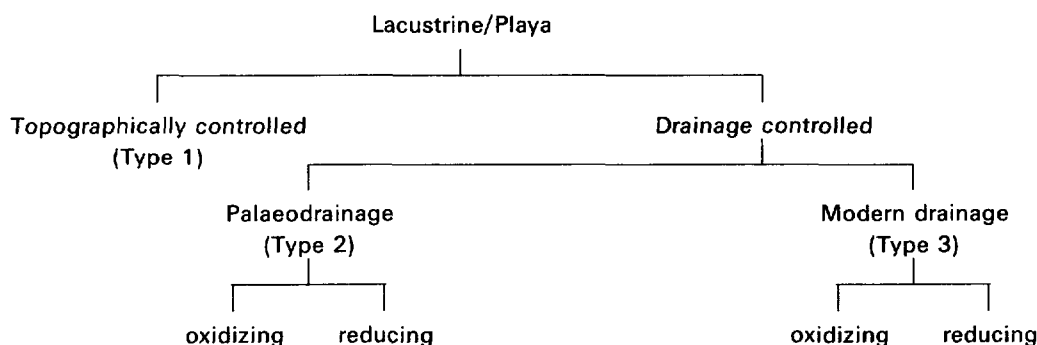 Lacustrine/Playa
Topographically controlled
(Type 1)
Drainage controlled
Palaeodrainage
(Type 2)
Modern drainage
(Type 3)
oxidizing reducing
oxidizing reducing